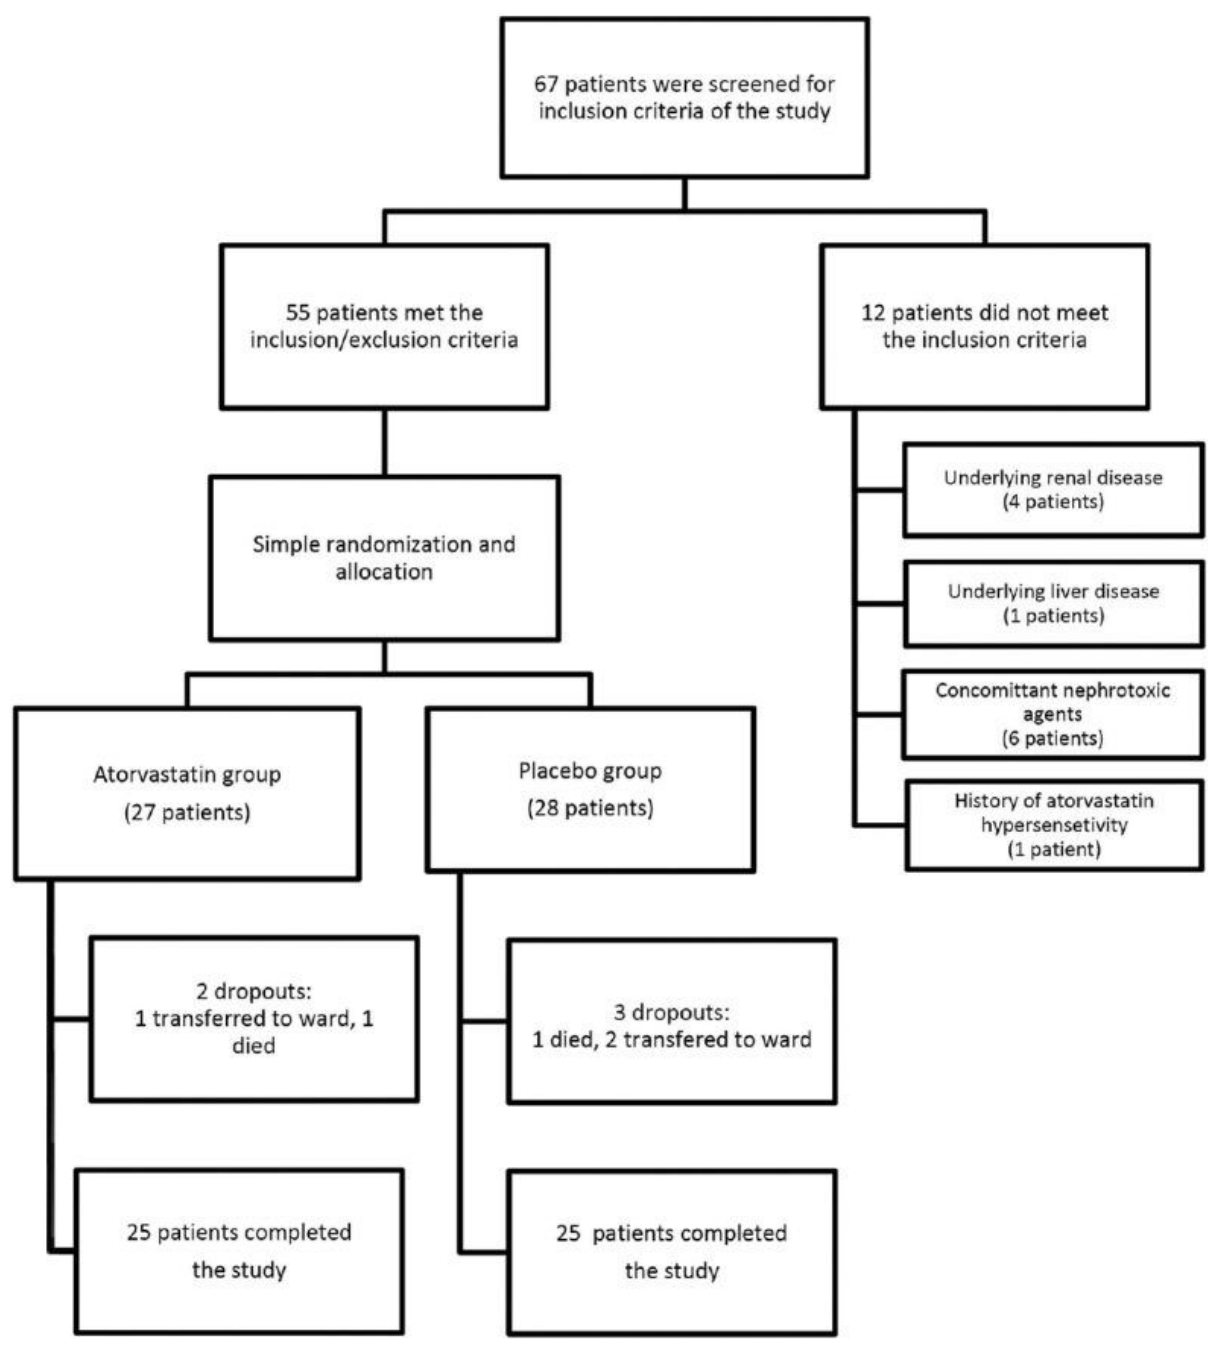 67 patients were screened for
inclusion criteria of the study
55 patients met the
inclusion/exclusion criteria
12 patients did not meet
the inclusion criteria
Underlying renal disease
(4 patients)
Underlying liver disease
(1 patients)
Concomittant nephrotoxic
agents
(6 patients)
History of atorvastatin
hypersensetivity
(1 patient)
Simple randomization and
allocation
Atorvastatin group
(27 patients)
Placebo group
(28 patients)
2 dropouts:
1 transferred to ward, 1
died
3 dropouts:
1 died, 2 transfered to ward
25 patients completed
the study
25 patients completed
the study